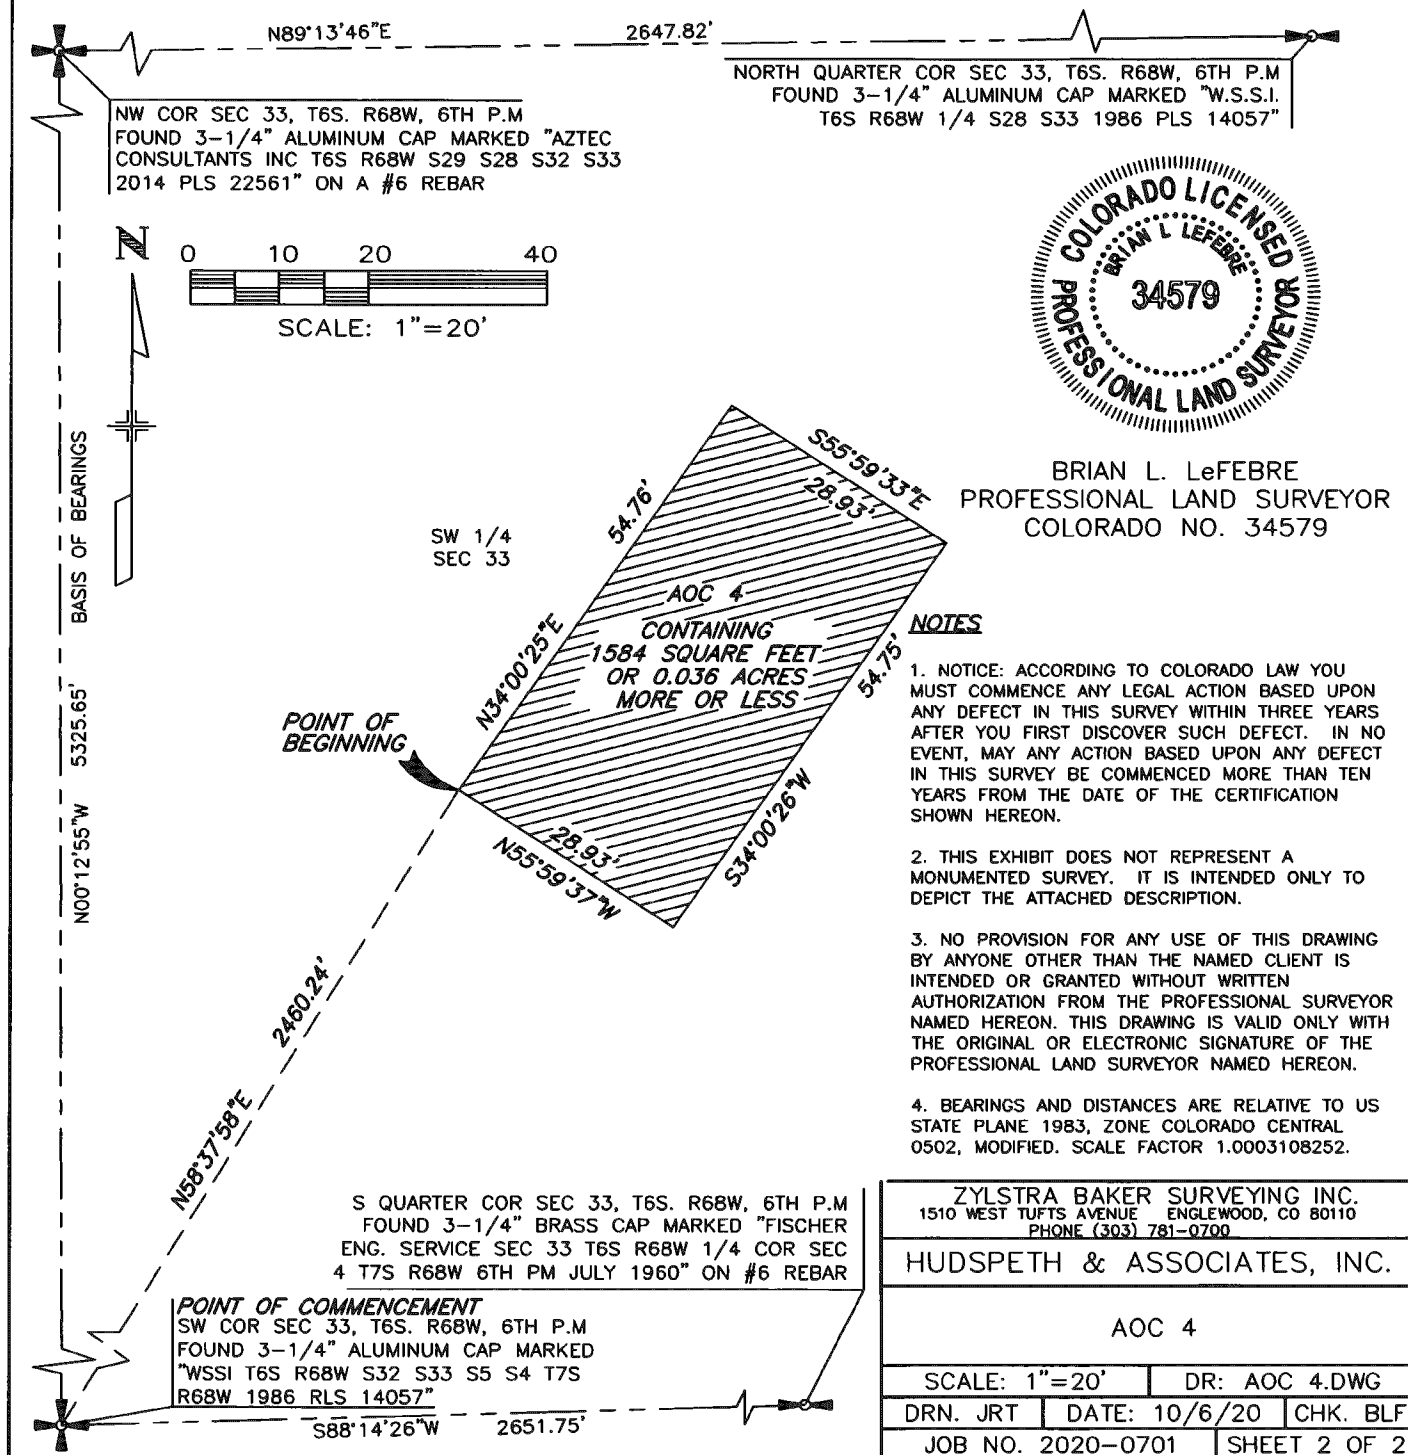 N89°13'46"E 2647.82'
NORTH QUARTER COR SEC 33, T6S. R68W, 6TH P.M
FOUND 3-1/4" ALUMINUM CAP MARKED "W.S.S.I.
T6S R68W 1/4 S28 S33 1986 PLS 14057"
NW COR SEC 33, T6S. R68W, 6TH P.M
FOUND 3-1/4" ALUMINUM CAP MARKED "AZTEC
CONSULTANTS INC T6S R68W S29 S28 S32 S33
2014 PLS 22561" ON A #6 REBAR
N
0 10 20 40
SCALE: 1"=20'
COLORADO LICENSED
BRIAN L LEFEBRE
34579
PROFESSIONAL LAND SURVEYOR
BRIAN L. LeFEBRE
PROFESSIONAL LAND SURVEYOR
COLORADO NO. 34579
BASIS OF BEARINGS
5325.65'
N00°12'55"W
SW 1/4
SEC 33
S55°59'33"E
28.93'
54.76'
N34°00'25"E
AOC 4
CONTAINING
1584 SQUARE FEET
OR 0.036 ACRES
MORE OR LESS
54.75'
S34°00'26"W
POINT OF
BEGINNING
28.93'
N55°59'37"W
2460.24'
N58°37'58"E
NOTES
1. NOTICE: ACCORDING TO COLORADO LAW YOU
MUST COMMENCE ANY LEGAL ACTION BASED UPON
ANY DEFECT IN THIS SURVEY WITHIN THREE YEARS
AFTER YOU FIRST DISCOVER SUCH DEFECT. IN NO
EVENT, MAY ANY ACTION BASED UPON ANY DEFECT
IN THIS SURVEY BE COMMENCED MORE THAN TEN
YEARS FROM THE DATE OF THE CERTIFICATION
SHOWN HEREON.
2. THIS EXHIBIT DOES NOT REPRESENT A
MONUMENTED SURVEY. IT IS INTENDED ONLY TO
DEPICT THE ATTACHED DESCRIPTION.
3. NO PROVISION FOR ANY USE OF THIS DRAWING
BY ANYONE OTHER THAN THE NAMED CLIENT IS
INTENDED OR GRANTED WITHOUT WRITTEN
AUTHORIZATION FROM THE PROFESSIONAL SURVEYOR
NAMED HEREON. THIS DRAWING IS VALID ONLY WITH
THE ORIGINAL OR ELECTRONIC SIGNATURE OF THE
PROFESSIONAL LAND SURVEYOR NAMED HEREON.
4. BEARINGS AND DISTANCES ARE RELATIVE TO US
STATE PLANE 1983, ZONE COLORADO CENTRAL
0502, MODIFIED. SCALE FACTOR 1.0003108252.
S QUARTER COR SEC 33, T6S. R68W, 6TH P.M
FOUND 3-1/4" BRASS CAP MARKED "FISCHER
ENG. SERVICE SEC 33 T6S R68W 1/4 COR SEC
4 T7S R68W 6TH PM JULY 1960" ON #6 REBAR
POINT OF COMMENCEMENT
SW COR SEC 33, T6S. R68W, 6TH P.M
FOUND 3-1/4" ALUMINUM CAP MARKED
"WSSI T6S R68W S32 S33 S5 S4 T7S
R68W 1986 RLS 14057"
S88°14'26"W 2651.75'
ZYLSTRA BAKER SURVEYING INC.
1510 WEST TUFTS AVENUE ENGLEWOOD, CO 80110
PHONE (303) 781-0700
HUDSPETH & ASSOCIATES, INC.
AOC 4
SCALE: 1"=20' DR: AOC 4.DWG
DRN. JRT DATE: 10/6/20 CHK. BLF
JOB NO. 2020-0701 SHEET 2 OF 2